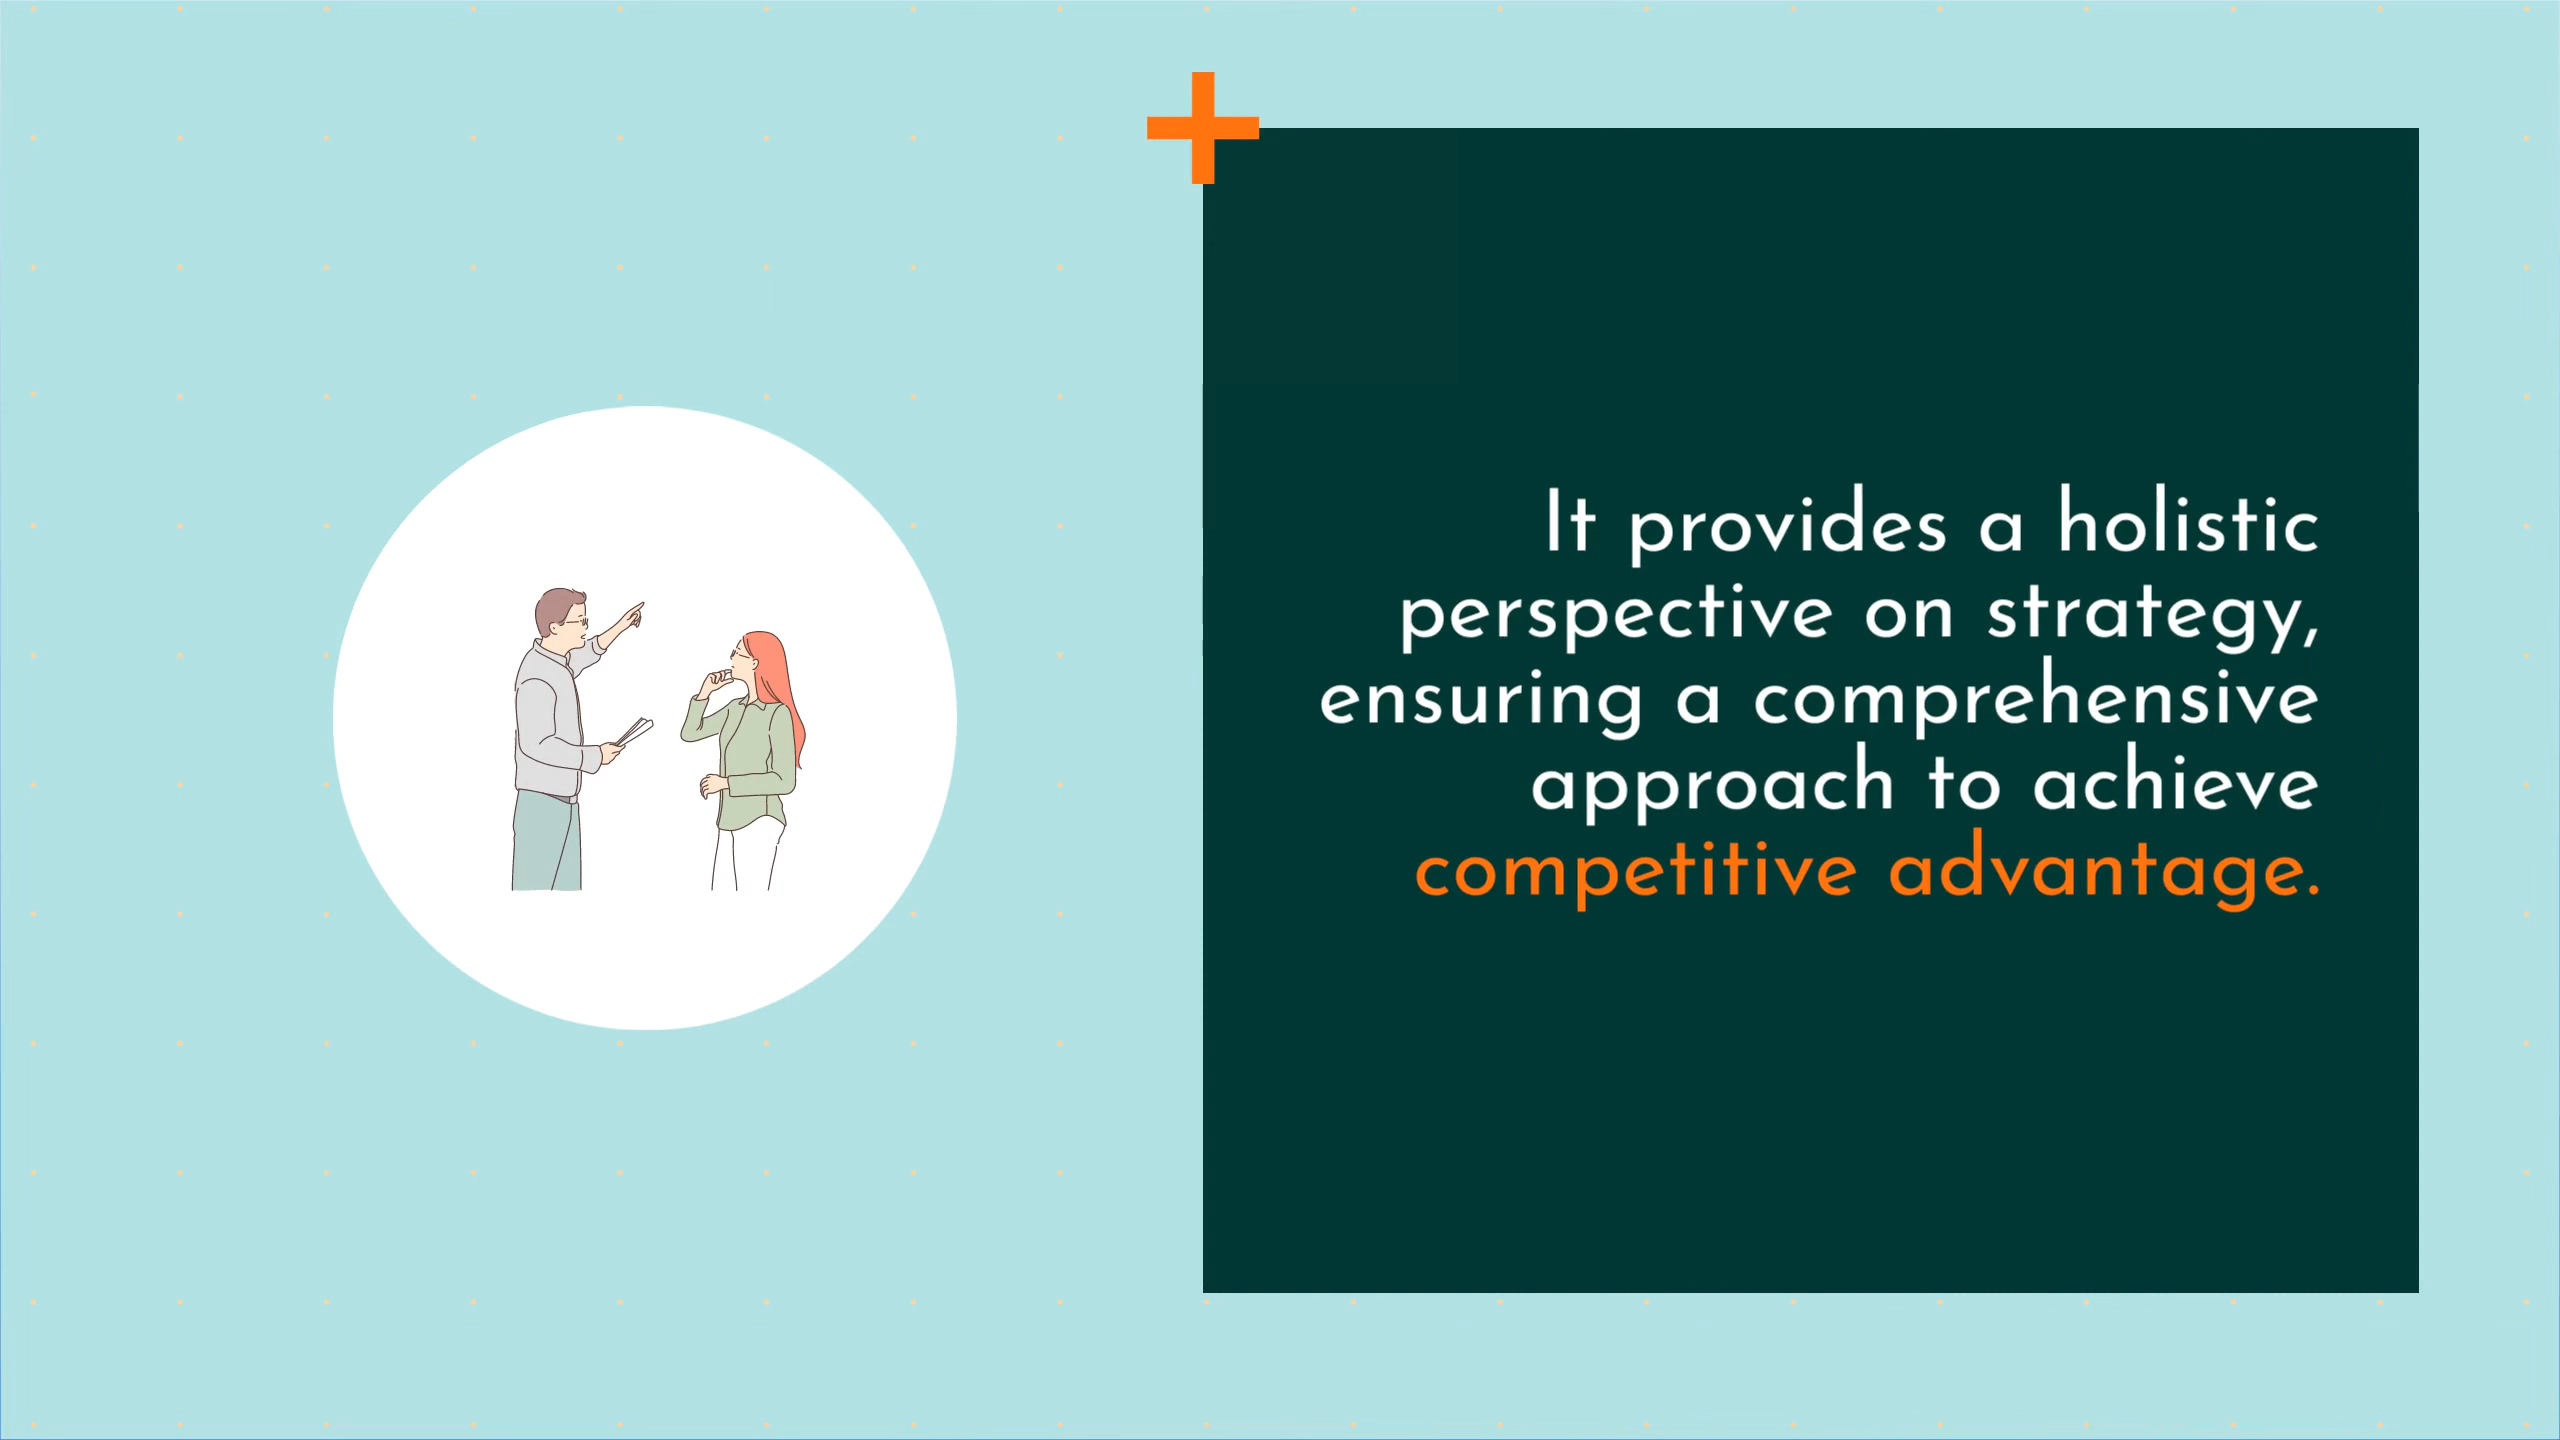 It provides a holistic
perspective on strategy,
ensuring a comprehensive
approach to achieve
competitive advantage.